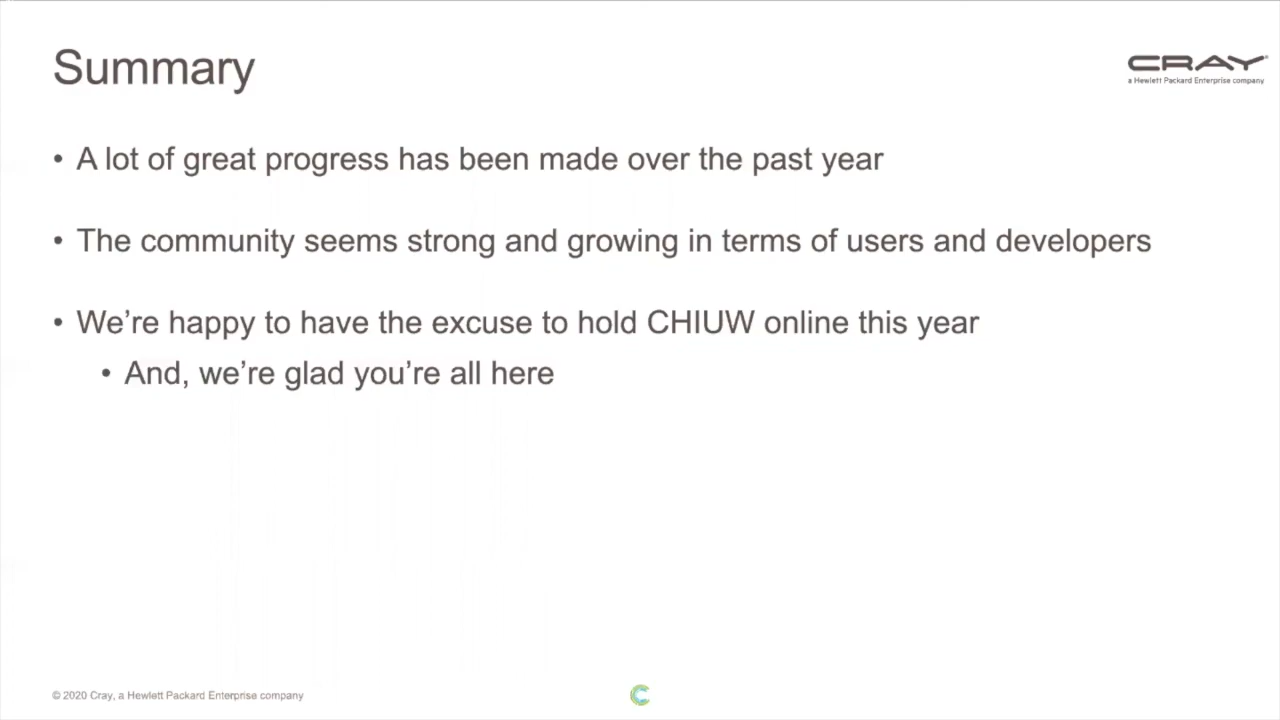 Summary
CRAY
a Hewlett Packard Enterprise company
• A lot of great progress has been made over the past year
• The community seems strong and growing in terms of users and developers
• We’re happy to have the excuse to hold CHIUW online this year
• And, we’re glad you’re all here
© 2020 Cray, a Hewlett Packard Enterprise company